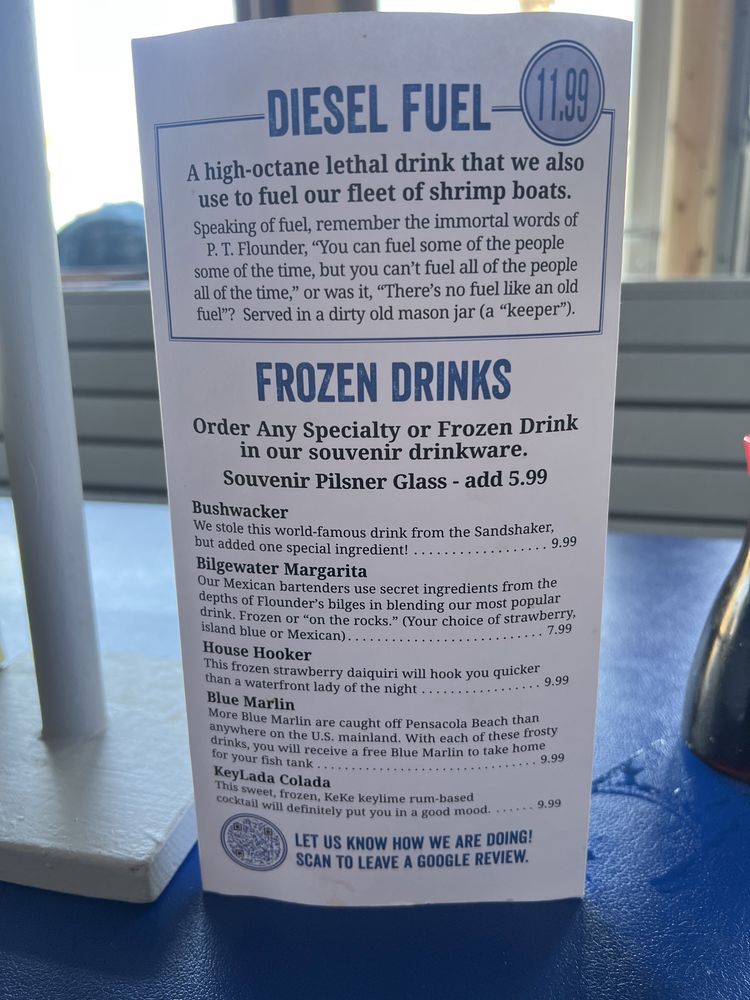 DIESEL FUEL 11.99
A high-octane lethal drink that we also
use to fuel our fleet of shrimp boats.
Speaking of fuel, remember the immortal words of
P. T. Flounder, “You can fuel some of the people
some of the time, but you can’t fuel all of the people
all of the time,” or was it, “There’s no fuel like an old
fuel”? Served in a dirty old mason jar (a “keeper”).
FROZEN DRINKS
Order Any Specialty or Frozen Drink
in our souvenir drinkware.
Souvenir Pilsner Glass - add 5.99
Bushwacker
We stole this world-famous drink from the Sandshaker,
but added one special ingredient! . . . . . . . . . . . . . . . . . . 9.99
Bilgewater Margarita
Our Mexican bartenders use secret ingredients from the
depths of Flounder’s bilges in blending our most popular
drink. Frozen or “on the rocks.” (Your choice of strawberry,
island blue or Mexican) . . . . . . . . . . . . . . . . . . . . . . . . . . 7.99
House Hooker
This frozen strawberry daiquiri will hook you quicker
than a waterfront lady of the night . . . . . . . . . . . . . . . . 9.99
Blue Marlin
More Blue Marlin are caught off Pensacola Beach than
anywhere on the U.S. mainland. With each of these frosty
drinks, you will receive a free Blue Marlin to take home
for your fish tank . . . . . . . . . . . . . . . . . . . . . . . . . . . . . 9.99
KeyLada Colada
This sweet, frozen, KeKe keylime rum-based
cocktail will definitely put you in a good mood. . . . . . . 9.99
LET US KNOW HOW WE ARE DOING!
SCAN TO LEAVE A GOOGLE REVIEW.